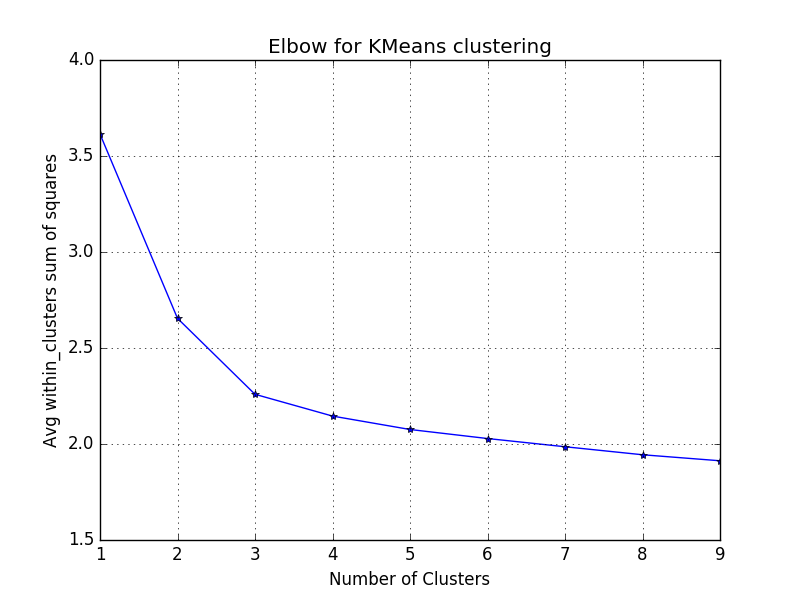 Elbow for KMeans clustering
4.0
3.5
3.0
2.5
2.0
1.5
Avg within_clusters sum of squares
1 2 3 4 5 6 7 8 9
Number of Clusters